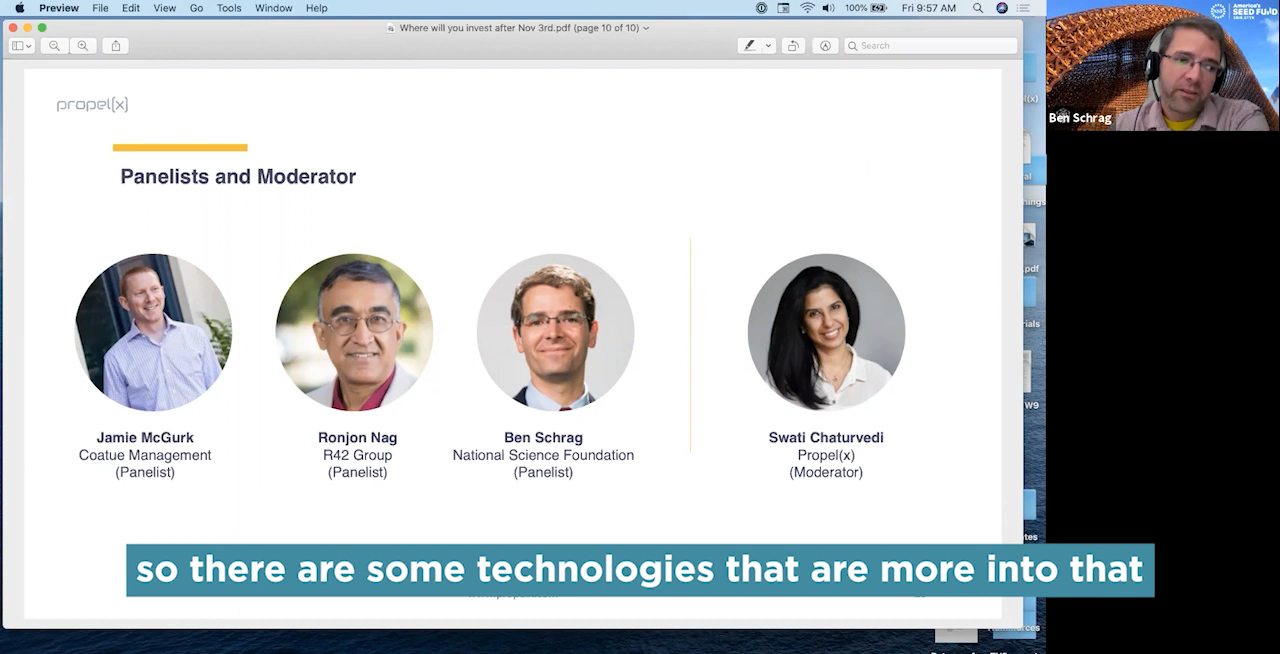 Preview File Edit View Go Tools Window Help
100% Fri 9:57 AM
Where will you invest after Nov 3rd.pdf (page 10 of 10)
Search
America's
SEED FUND
Ben Schrag
propel(x)
Panelists and Moderator
Jamie McGurk
Coatue Management
(Panelist)
Ronjon Nag
R42 Group
(Panelist)
Ben Schrag
National Science Foundation
(Panelist)
Swati Chaturvedi
Propel(x)
(Moderator)
so there are some technologies that are more into that
l(x)
.pdf
W9